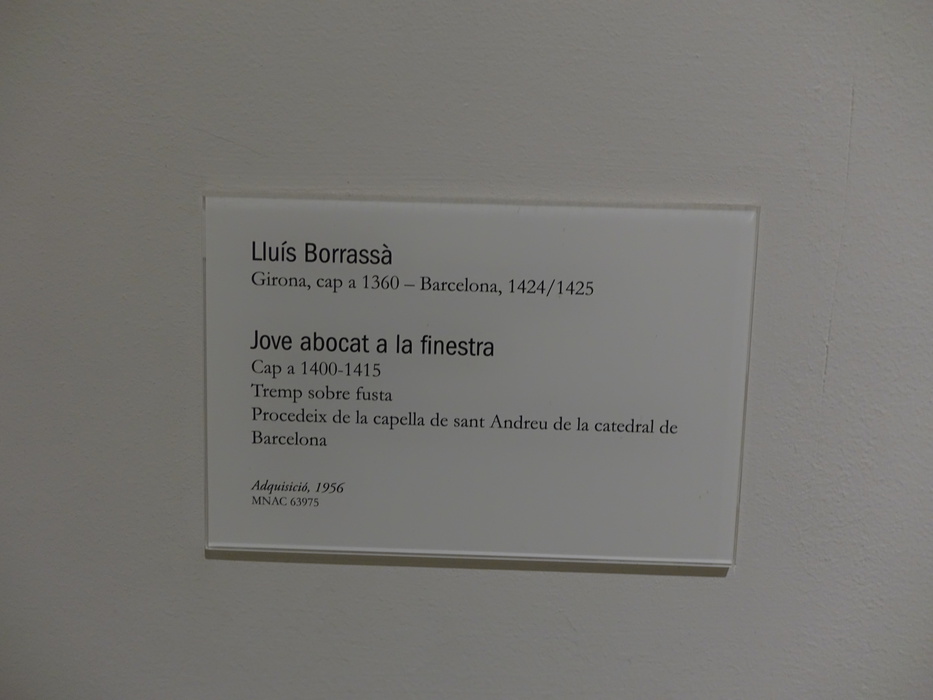 Lluís Borrassà
Girona, cap a 1360 – Barcelona, 1424/1425
Jove abocat a la finestra
Cap a 1400-1415
Tremp sobre fusta
Procedeix de la capella de sant Andreu de la catedral de
Barcelona
Adquisició, 1956
MNAC 63975